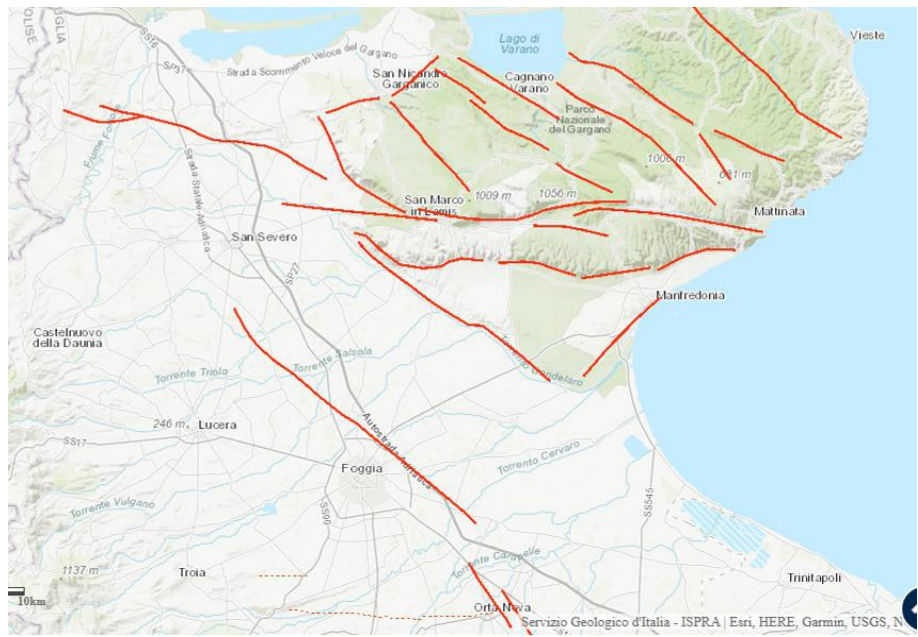 OLISE
UGLIA
SS16
SP37
Strada Scorrimento Veloce del Gargano
Lago di
Varano
Vieste
San Nicandro
Garganico
Cagnano
Varano
Parco
Nazionale
del Gargano
Fiume Fortore
Strada Statale Adriatica
1006 m
681 m
San Marco
in Lamis
1009 m
1056 m
Mattinata
San Severo
SP27
Manfredonia
Castelnuovo
della Daunia
Torrente Salsola
Torrente Triolo
Torrente Candelaro
246 m
Lucera
SS17
Autostrada Adriatica
Foggia
Torrente Cervaro
Torrente Vulgano
SS90
SS545
Torrente Carapelle
1137 m
Troia
Trinitapoli
10km
Orta Nova
Servizio Geologico d'Italia - ISPRA | Esri, HERE, Garmin, USGS, N